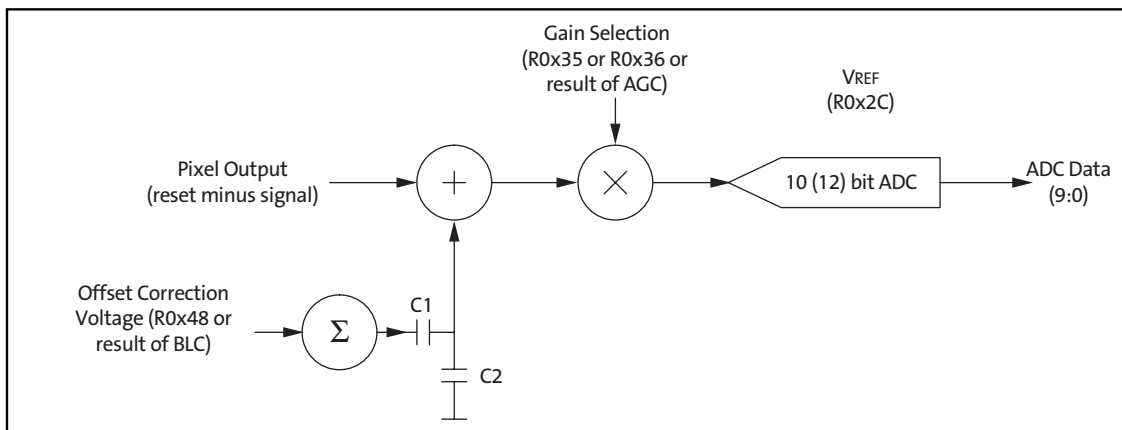 Gain Selection
(R0x35 or R0x36 or
result of AGC)
VREF
(R0x2C)
Pixel Output
(reset minus signal)
+
×
10 (12) bit ADC
ADC Data
(9:0)
Offset Correction
Voltage (R0x48 or
result of BLC)
Σ
C1
C2